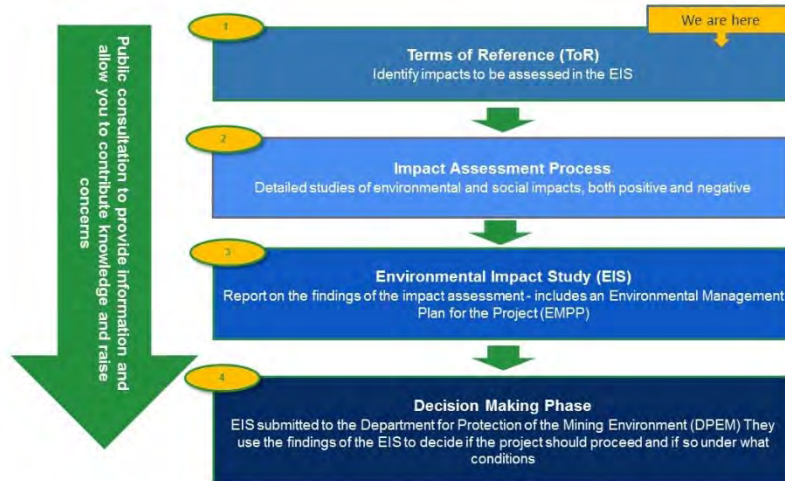 Public consultation to provide information and
allow you to contribute knowledge and raise
concerns
1
We are here
Terms of Reference (ToR)
Identify impacts to be assessed in the EIS
2
Impact Assessment Process
Detailed studies of environmental and social impacts, both positive and negative
3
Environmental Impact Study (EIS)
Report on the findings of the impact assessment - includes an Environmental Management
Plan for the Project (EMPP)
4
Decision Making Phase
EIS submitted to the Department for Protection of the Mining Environment (DPEM) They
use the findings of the EIS to decide if the project should proceed and if so under what
conditions